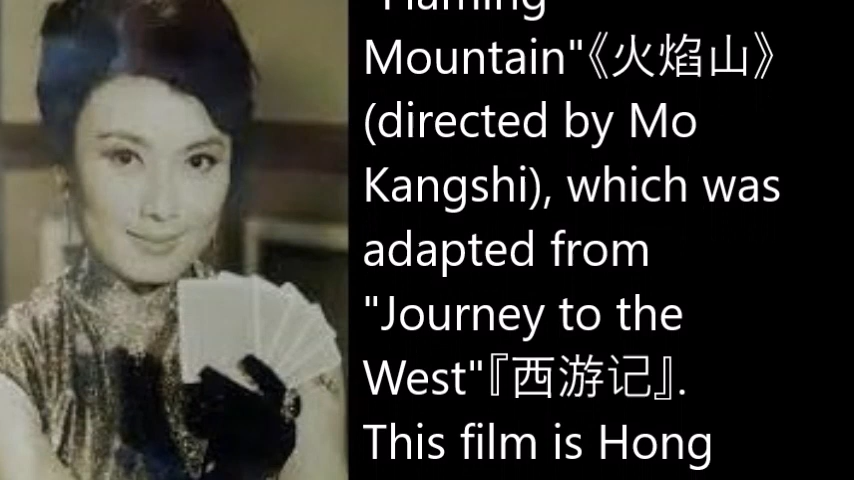 "Flaming
Mountain"《火焰山》
(directed by Mo
Kangshi), which was
adapted from
"Journey to the
West"『西游记』.
This film is Hong